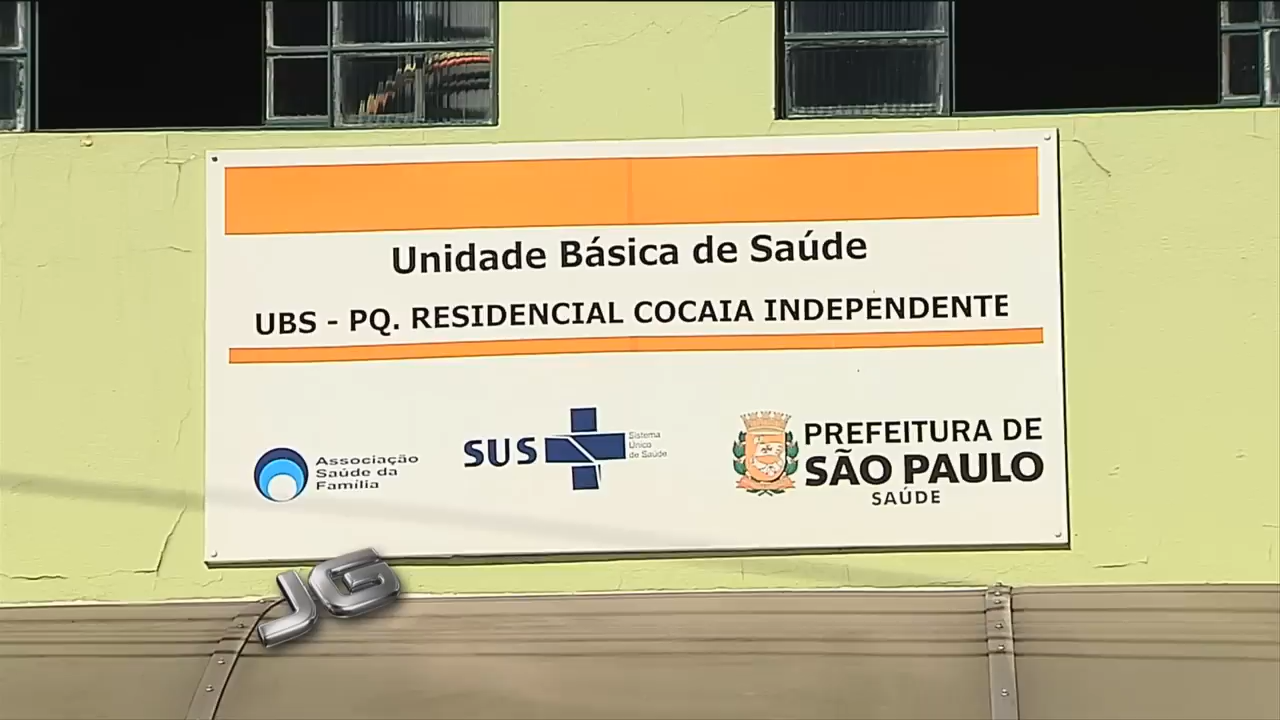 Unidade Básica de Saúde
UBS - PQ. RESIDENCIAL COCAIA INDEPENDENTE
Associação
Saúde da
Família
SUS
Sistema
Único
de Saúde
PREFEITURA DE
SÃO PAULO
SAÚDE
JG